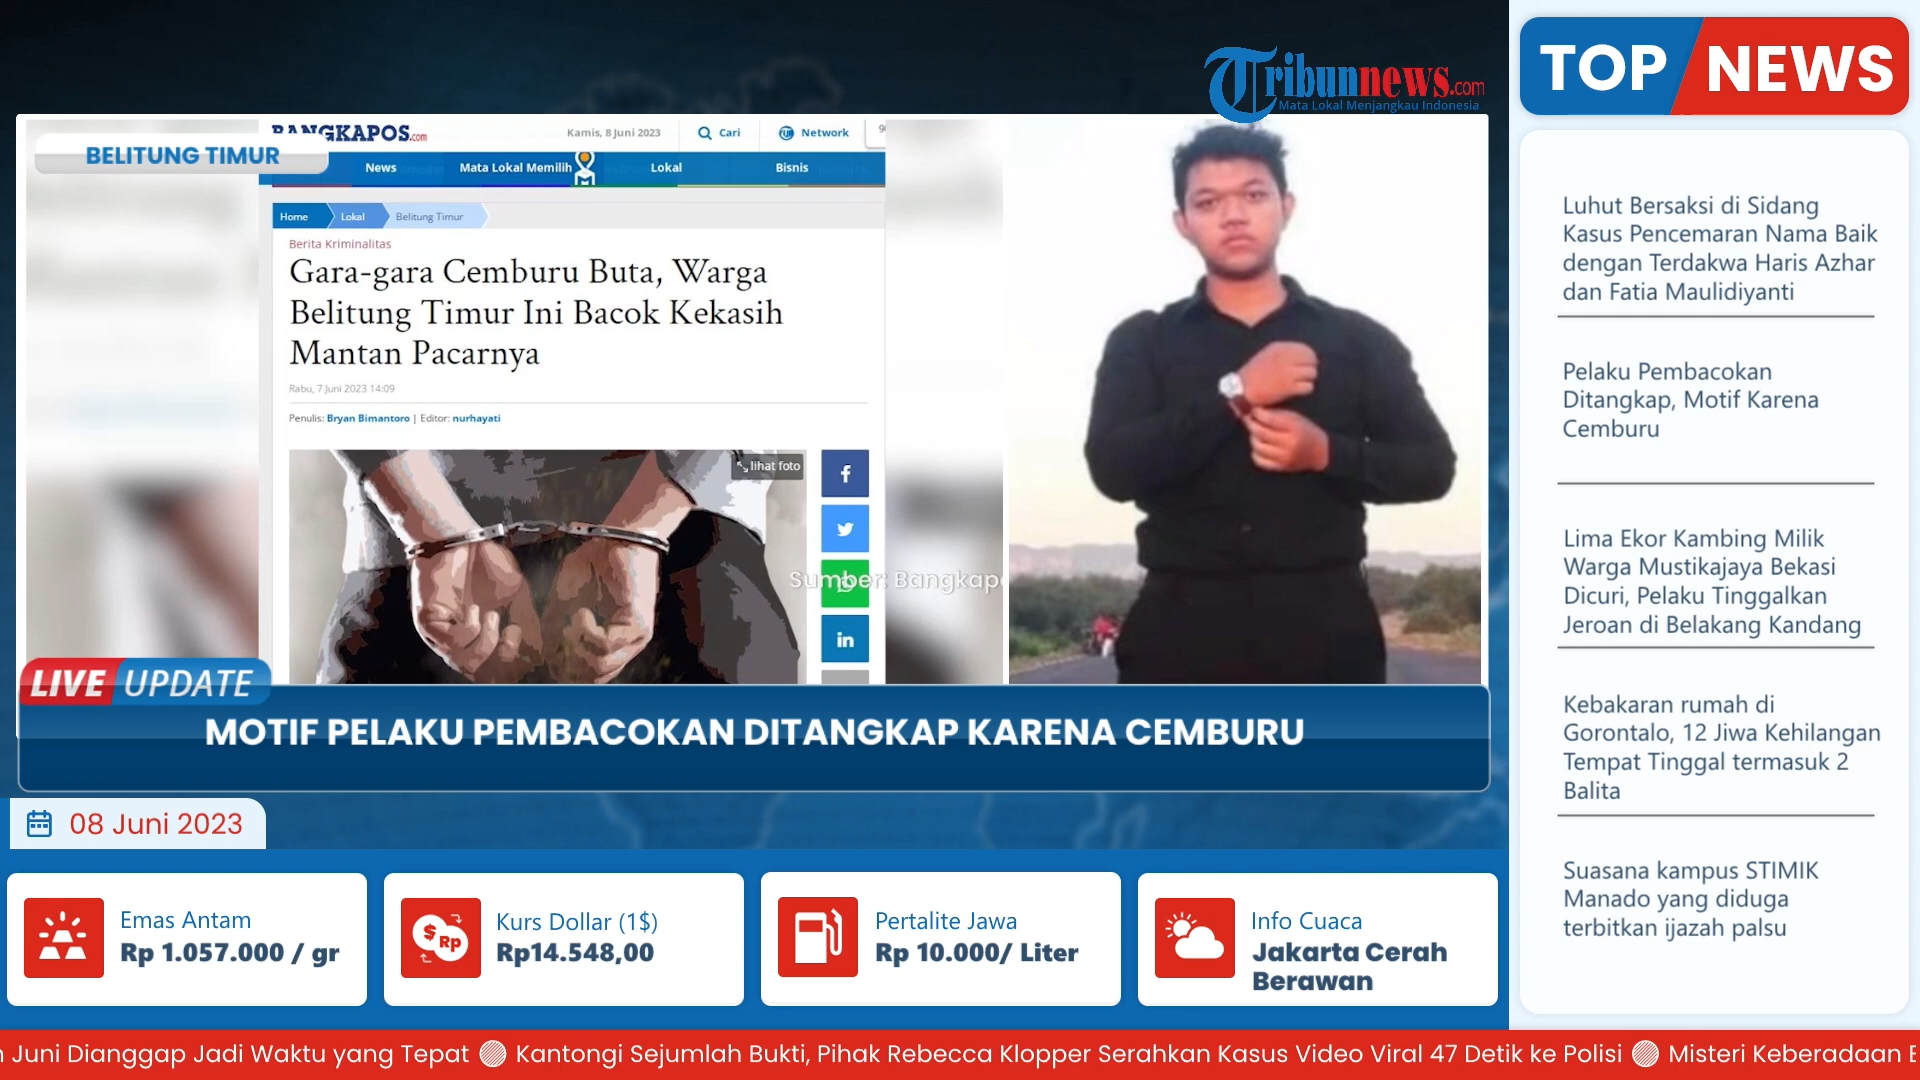 Tribunnews.com
Mata Lokal Menjangkau Indonesia
TOP NEWS
BELITUNG TIMUR
BANGKAPOS.com
Kamis, 8 Juni 2023
Cari
Network
News
Mata Lokal Memilih
Lokal
Bisnis
Home
Lokal
Belitung Timur
Berita Kriminalitas
Gara-gara Cemburu Buta, Warga
Belitung Timur Ini Bacok Kekasih
Mantan Pacarnya
Rabu, 7 Juni 2023 14:09
Penulis: Bryan Bimantoro | Editor: nurhayati
lihat foto
Sumber: Bangkapo
LIVE UPDATE
MOTIF PELAKU PEMBACOKAN DITANGKAP KARENA CEMBURU
08 Juni 2023
Emas Antam
Rp 1.057.000 / gr
Kurs Dollar (1$)
Rp14.548,00
Pertalite Jawa
Rp 10.000/ Liter
Info Cuaca
Jakarta Cerah
Berawan
Luhut Bersaksi di Sidang
Kasus Pencemaran Nama Baik
dengan Terdakwa Haris Azhar
dan Fatia Maulidiyanti
Pelaku Pembacokan
Ditangkap, Motif Karena
Cemburu
Lima Ekor Kambing Milik
Warga Mustikajaya Bekasi
Dicuri, Pelaku Tinggalkan
Jeroan di Belakang Kandang
Kebakaran rumah di
Gorontalo, 12 Jiwa Kehilangan
Tempat Tinggal termasuk 2
Balita
Suasana kampus STIMIK
Manado yang diduga
terbitkan ijazah palsu
Juni Dianggap Jadi Waktu yang Tepat Kantongi Sejumlah Bukti, Pihak Rebecca Klopper Serahkan Kasus Video Viral 47 Detik ke Polisi Misteri Keberadaan